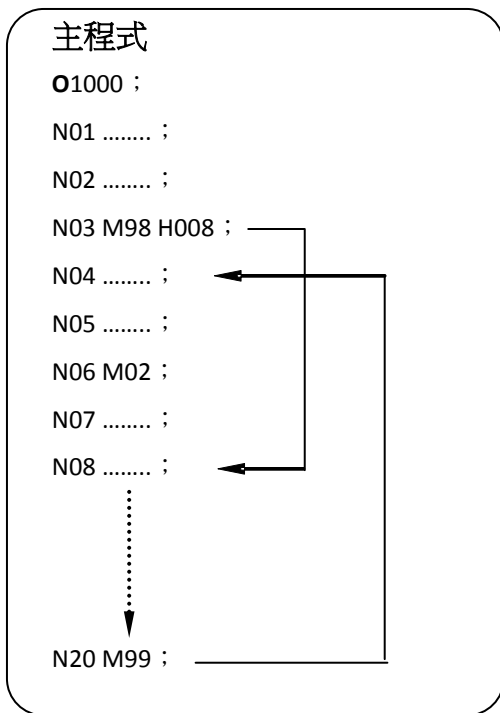 主程式
O1000；
N01 ........；
N02 ........；
N03 M98 H008；
N04 ........；
N05 ........；
N06 M02；
N07 ........；
N08 ........；
N20 M99；